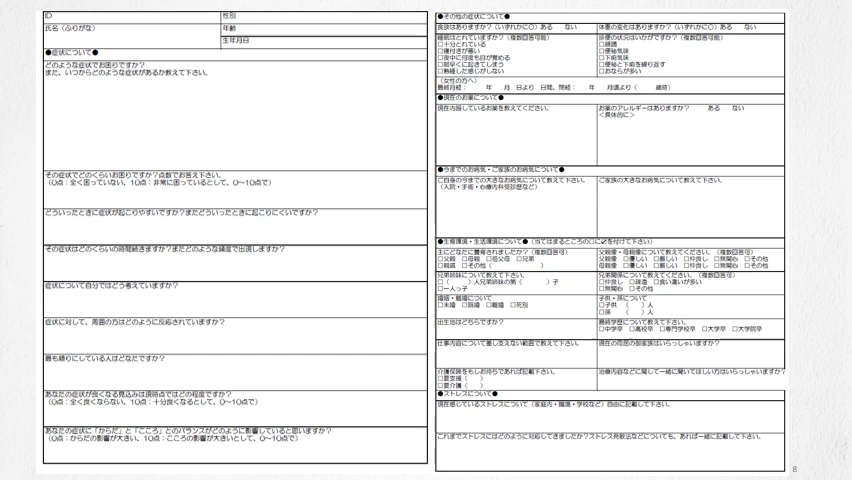 ID
性別
氏名（ふりがな）
年齢
生年月日
●症状について●
どのような症状でお困りですか？
また、いつからどのような症状があるか教えて下さい。
その症状でどのくらいお困りですか？点数でお答え下さい。
（0点：全く困っていない、10点：非常に困っているとして、0～10点で）
どういったときに症状が起こりやすいですか？またどういったときに起こりにくいですか？
その症状はどのくらいの時間続きますか？またどのような頻度で出現しますか？
症状について自分ではどう考えていますか？
症状に対して、周囲の方はどのように反応されていますか？
最も頼りにしている人はどなたですか？
あなたの症状が良くなる見込みは現時点ではどの程度ですか？
（0点：全く良くならない、10点：十分良くなるとして、0～10点で）
あなたの症状に「からだ」と「こころ」とのバランスがどのように影響していると思いますか？
（0点：からだの影響が大きい、10点：こころの影響が大きいとして、0～10点で）
●その他の症状について●
食欲はありますか？（いずれかに○）ある　ない
体重の変化はありますか？（いずれかに○）ある　ない
睡眠はとれていますか？（複数回答可能）
□十分とれている
□寝付きが悪い
□夜中に何度も目が覚める
□朝早くに起きてしまう
□熟睡した感じがしない
排便の状況はいかがですか？（複数回答可能）
□順調
□便秘気味
□下痢気味
□便秘と下痢を繰り返す
□おならが多い
（女性の方へ）
最終月経：　年　月　日より　日間、閉経：　年　月頃より（　歳時）
●現在のお薬について●
現在内服しているお薬を教えてください。
お薬のアレルギーはありますか？　ある　ない
＜具体的に＞
●今までのお病気・ご家族のお病気について●
ご自身の今までの大きなお病気について教えて下さい。
（入院・手術・心療内科受診歴など）
ご家族の大きなお病気について教えて下さい。
●生育環境・生活環境について●（当てはまるところの□に☑を付けて下さい）
主にどなたに養育されましたか？（複数回答可）
□父親　□母親　□祖父母　□兄弟
□親戚　□その他（　）
父親像・母親像について教えてください。（複数回答可）
父親像　□優しい　□厳しい　□仲良し　□無関心　□その他
母親像　□優しい　□厳しい　□仲良し　□無関心　□その他
兄弟姉妹について教えて下さい。
□（　）人兄弟姉妹の第（　）子
□一人っ子
兄弟関係について教えてください。（複数回答可）
□仲良し　□疎遠　□食い違いが多い
□無関心　□その他
婚姻・離婚について
□未婚　□既婚　□離婚　□死別
子供・孫について
□子供　（　）人
□孫　（　）人
出生地はどちらですか？
最終学歴について教えて下さい。
□中学卒　□高校卒　□専門学校卒　□大学卒　□大学院卒
仕事内容について差し支えない範囲で教えて下さい。
現在の同居の御家族はいらっしゃいますか？
介護保険をもしお持ちであれば記載下さい。
□要支援（　）
□要介護（　）
治療内容などに関して一緒に聞いてほしい方はいらっしゃいますか？
●ストレスについて●
現在感じているストレスについて（家庭内・職場・学校など）自由に記載して下さい。
これまでストレスにはどのように対応してきましたか？ストレス発散法などについても、あれば一緒に記載して下さい。
8